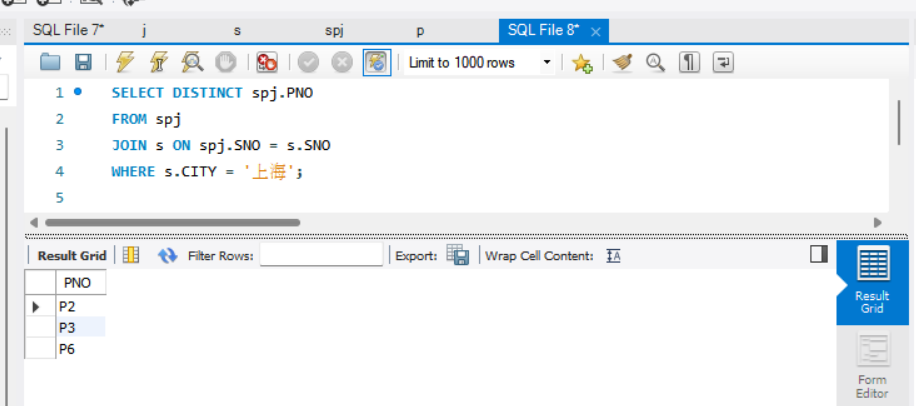 SQL File 7* j s spj p SQL File 8* ×
Limit to 1000 rows
1 SELECT DISTINCT spj.PNO
2 FROM spj
3 JOIN s ON spj.SNO = s.SNO
4 WHERE s.CITY = '上海';
5
Result Grid Filter Rows: Export: Wrap Cell Content: IA
PNO
P2
P3
P6
Result
Grid
Form
Editor